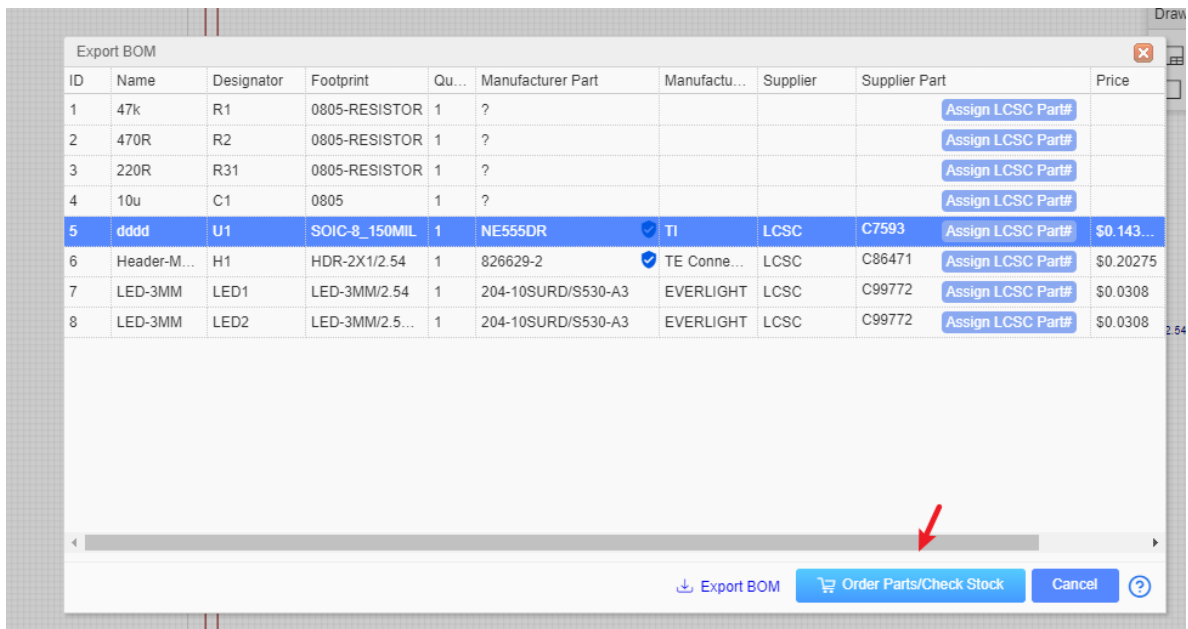 Draw
Export BOM
ID Name Designator Footprint Qu... Manufacturer Part Manufactu... Supplier Supplier Part Price
1 47k R1 0805-RESISTOR 1 ? Assign LCSC Part#
2 470R R2 0805-RESISTOR 1 ? Assign LCSC Part#
3 220R R31 0805-RESISTOR 1 ? Assign LCSC Part#
4 10u C1 0805 1 ? Assign LCSC Part#
5 dddd U1 SOIC-8_150MIL 1 NE555DR TI LCSC C7593 Assign LCSC Part# $0.143...
6 Header-M... H1 HDR-2X1/2.54 1 826629-2 TE Conne... LCSC C86471 Assign LCSC Part# $0.20275
7 LED-3MM LED1 LED-3MM/2.54 1 204-10SURD/S530-A3 EVERLIGHT LCSC C99772 Assign LCSC Part# $0.0308
8 LED-3MM LED2 LED-3MM/2.5... 1 204-10SURD/S530-A3 EVERLIGHT LCSC C99772 Assign LCSC Part# $0.0308
2.54
Export BOM Order Parts/Check Stock Cancel ?